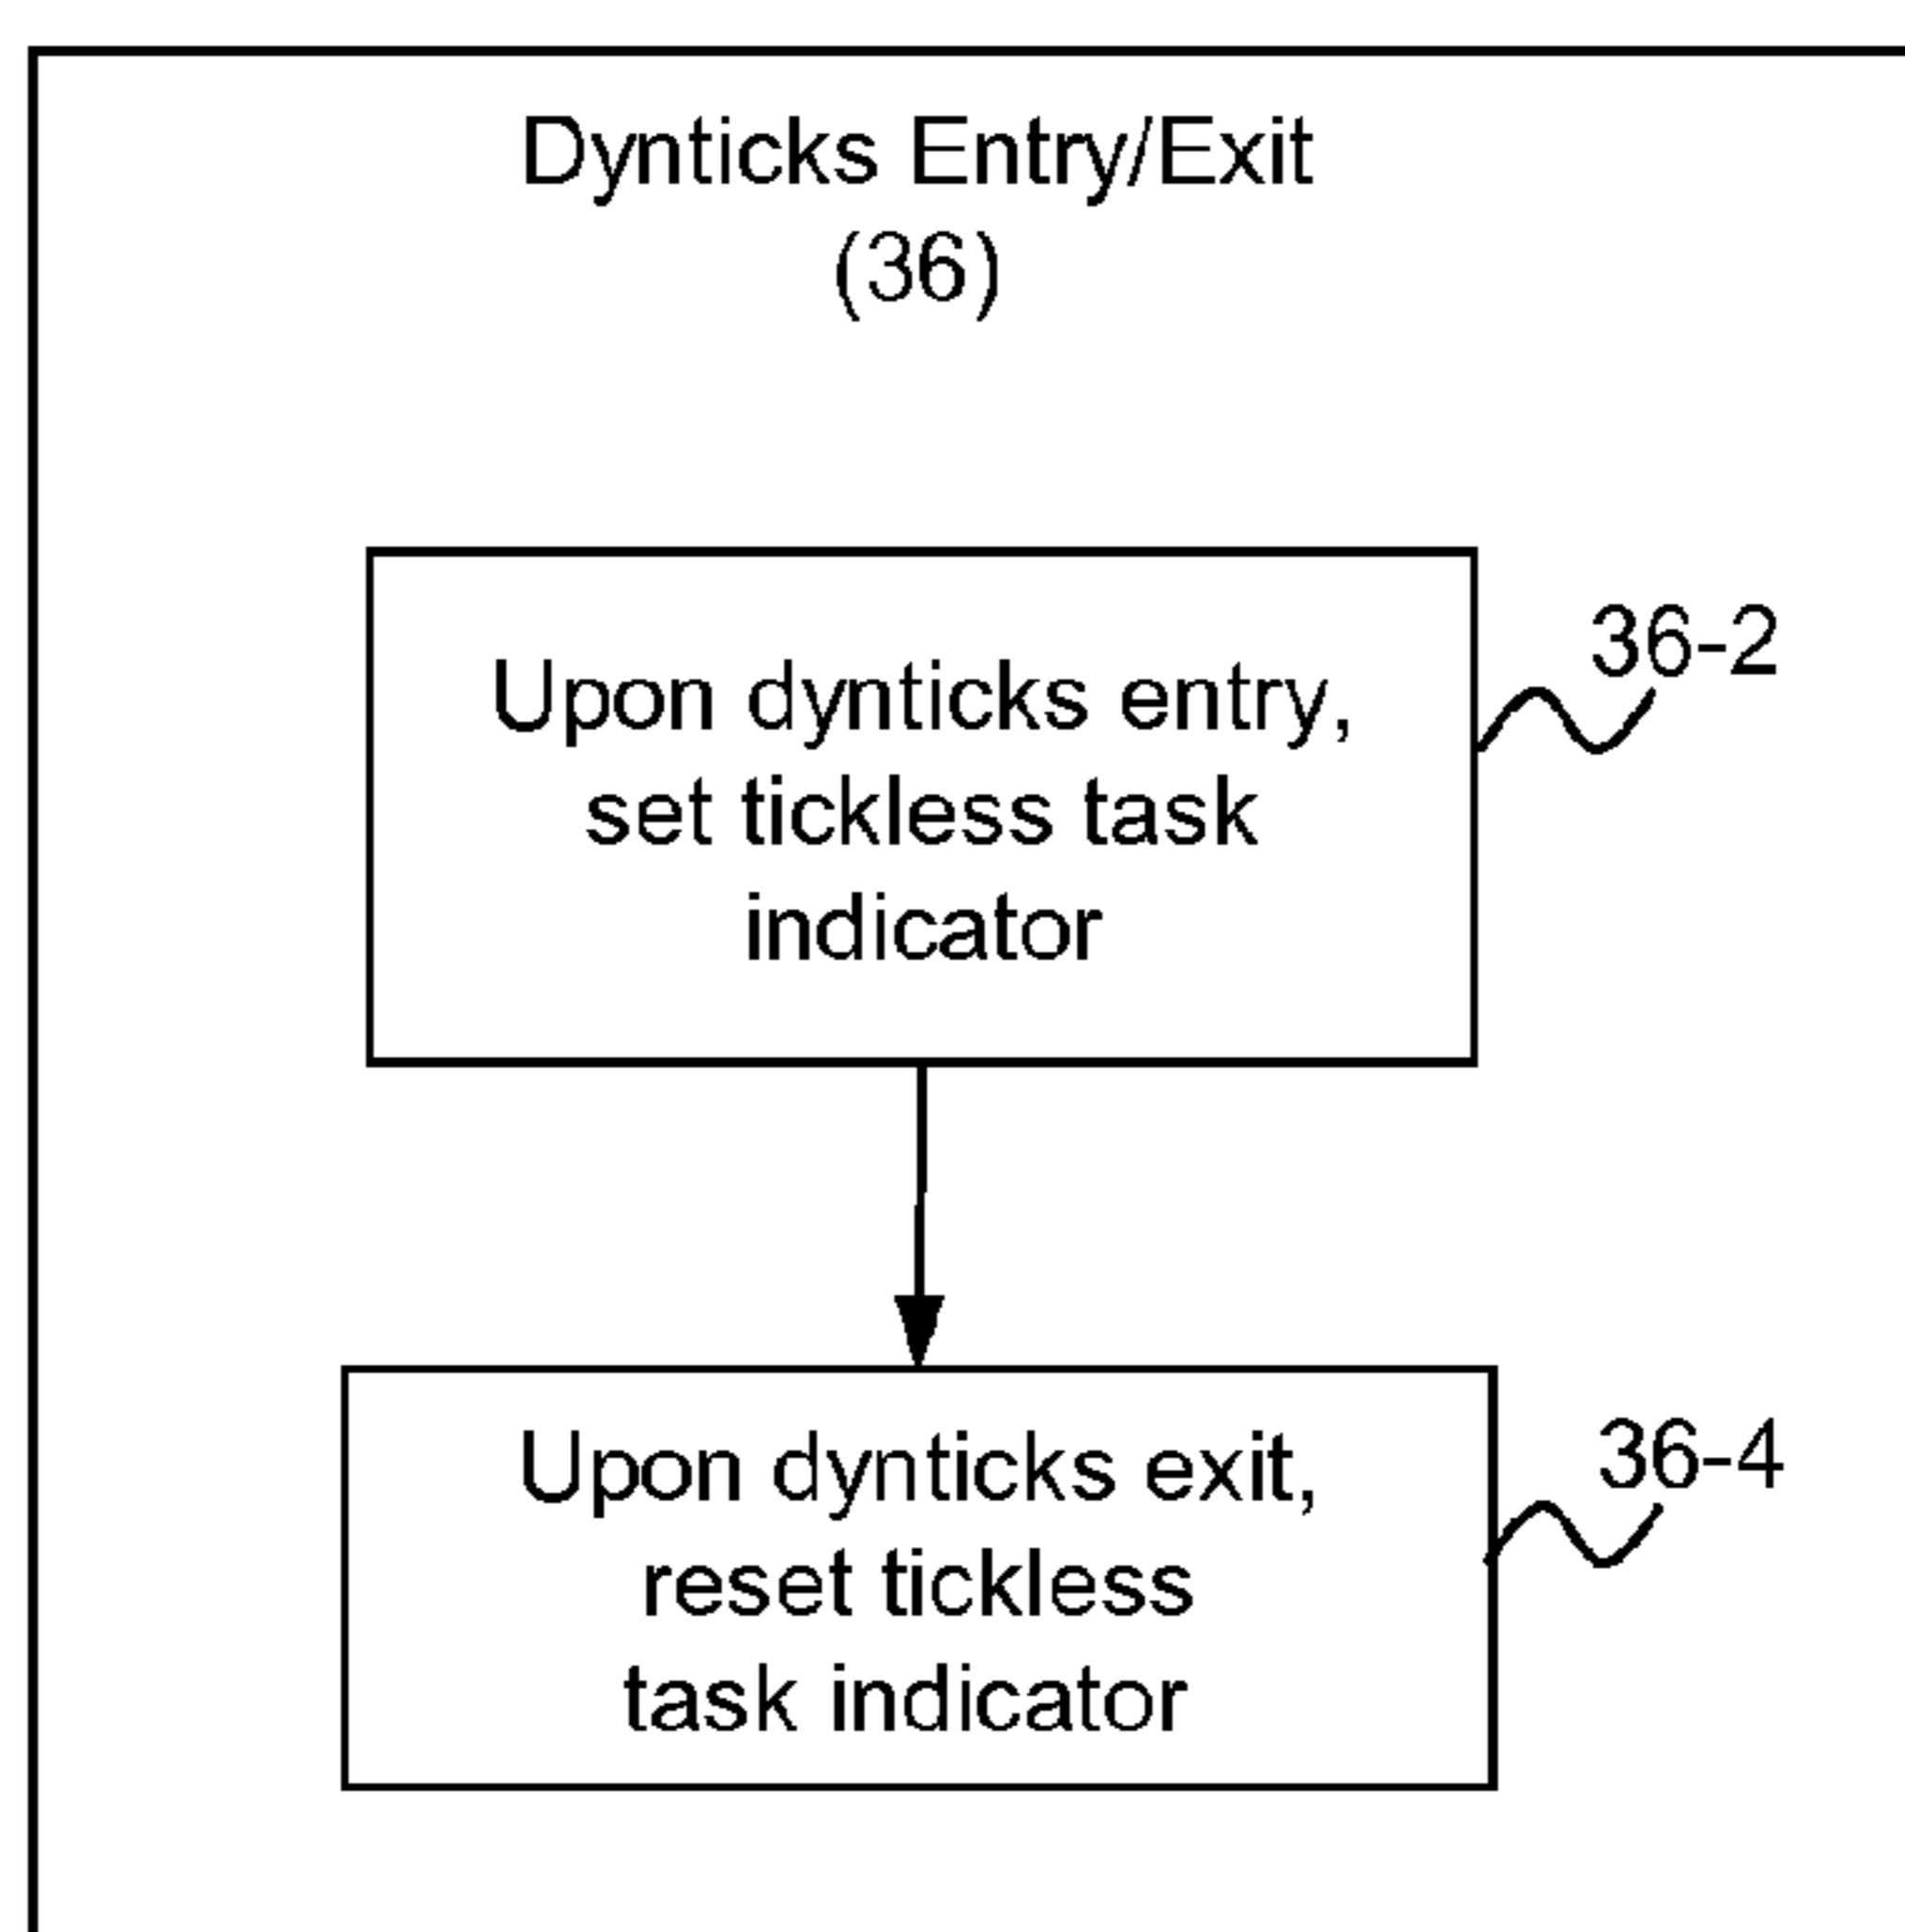 Dynticks Entry/Exit
(36)
Upon dynticks entry,
set tickless task
indicator
36-2
Upon dynticks exit,
reset tickless
task indicator
36-4